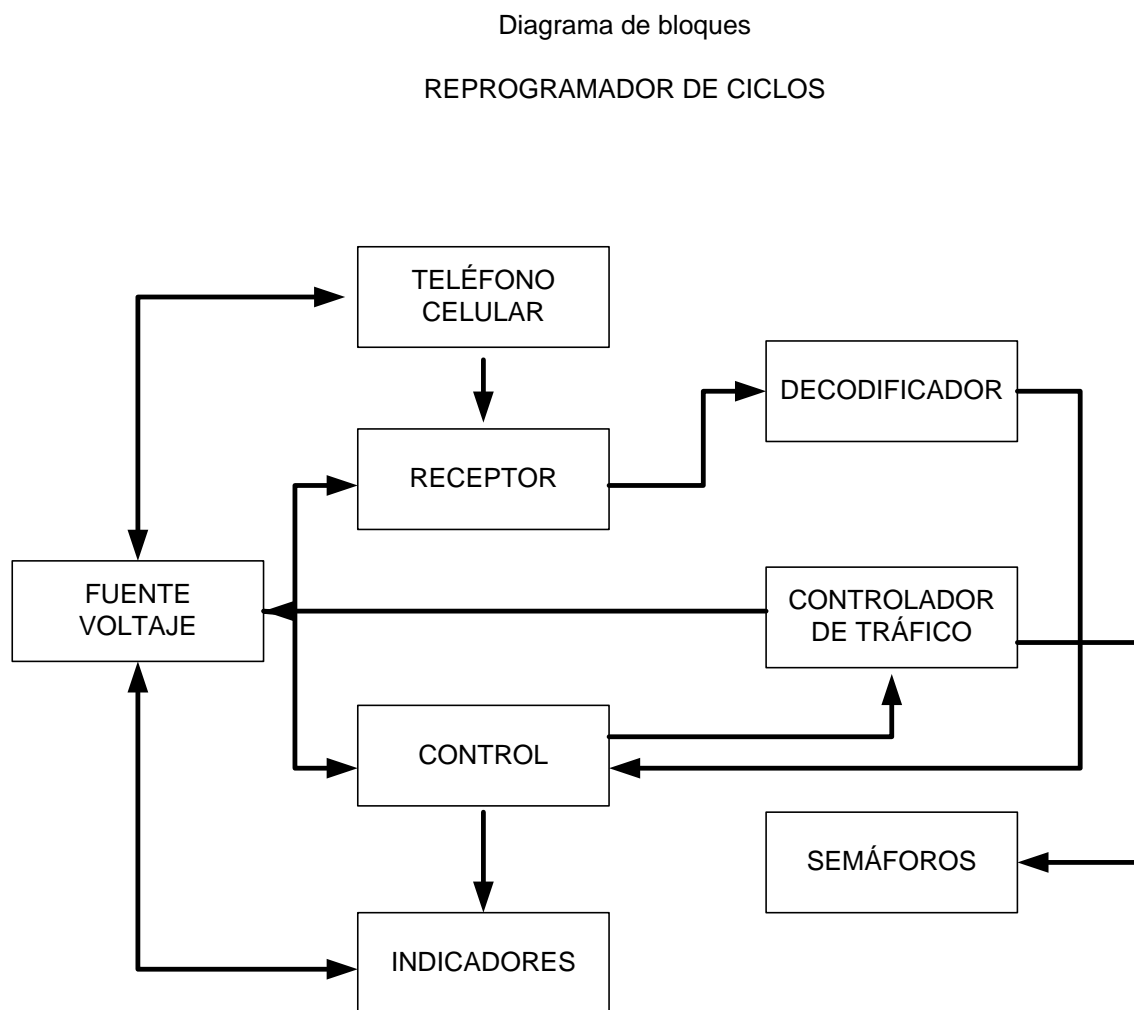 Diagrama de bloques
REPROGRAMADOR DE CICLOS
TELÉFONO
CELULAR
DECODIFICADOR
RECEPTOR
FUENTE
VOLTAJE
CONTROLADOR
DE TRÁFICO
CONTROL
SEMÁFOROS
INDICADORES